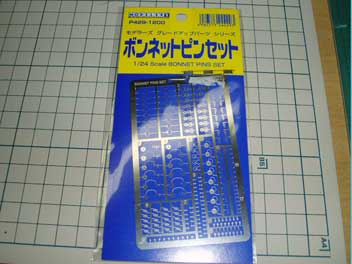 P429-1200
モデラーズ グレードアップパーツ シリーズ
ボンネットピンセット
1/24 Scale BONNET PINS SET
BONNET PINS SET
B5
A4